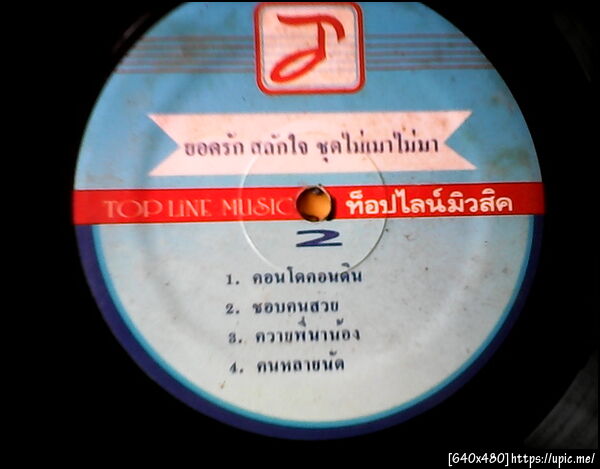 ยอดรัก สลักใจ ชุดไม่เมาไม่มา
TOP LINE MUSIC ท็อปไลน์มิวสิค
2
1. คอนโดคอนดิน
2. ชอบคนสวย
3. ควายพี่นาน้อง
4. คนหลายนัด
[640x480]https://upic.me/